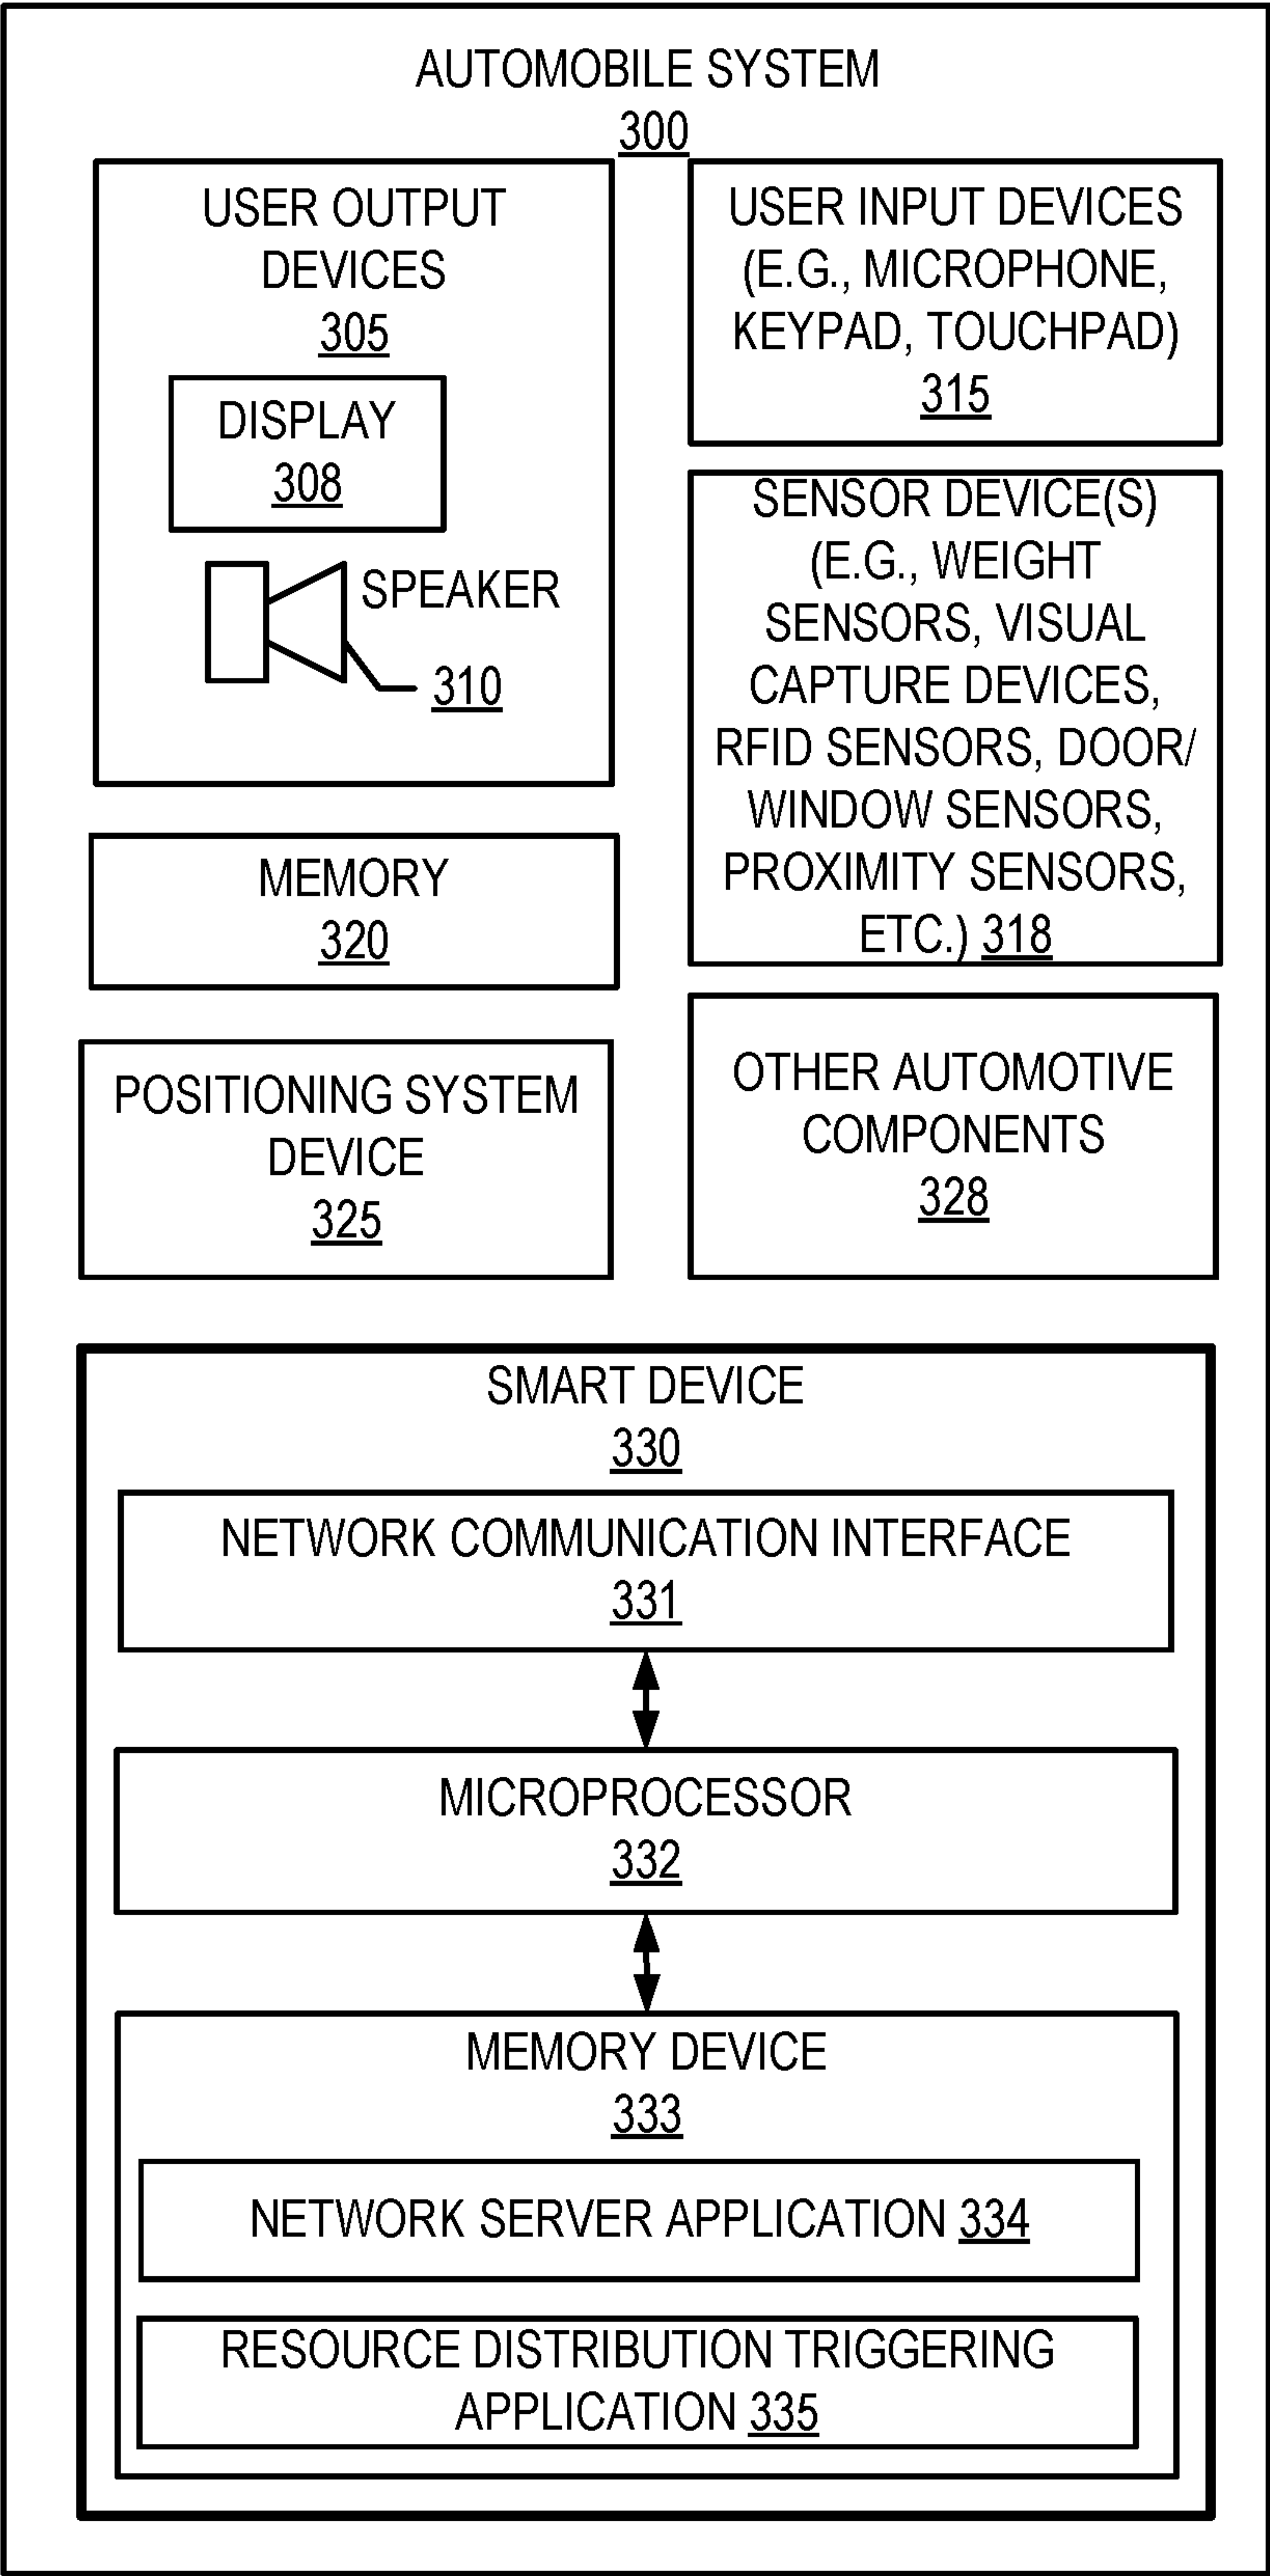 AUTOMOBILE SYSTEM
300
USER OUTPUT
DEVICES
305
DISPLAY
308
SPEAKER
310
USER INPUT DEVICES
(E.G., MICROPHONE,
KEYPAD, TOUCHPAD)
315
SENSOR DEVICE(S)
(E.G., WEIGHT
SENSORS, VISUAL
CAPTURE DEVICES,
RFID SENSORS, DOOR/
WINDOW SENSORS,
PROXIMITY SENSORS,
ETC.) 318
MEMORY
320
POSITIONING SYSTEM
DEVICE
325
OTHER AUTOMOTIVE
COMPONENTS
328
SMART DEVICE
330
NETWORK COMMUNICATION INTERFACE
331
MICROPROCESSOR
332
MEMORY DEVICE
333
NETWORK SERVER APPLICATION 334
RESOURCE DISTRIBUTION TRIGGERING
APPLICATION 335